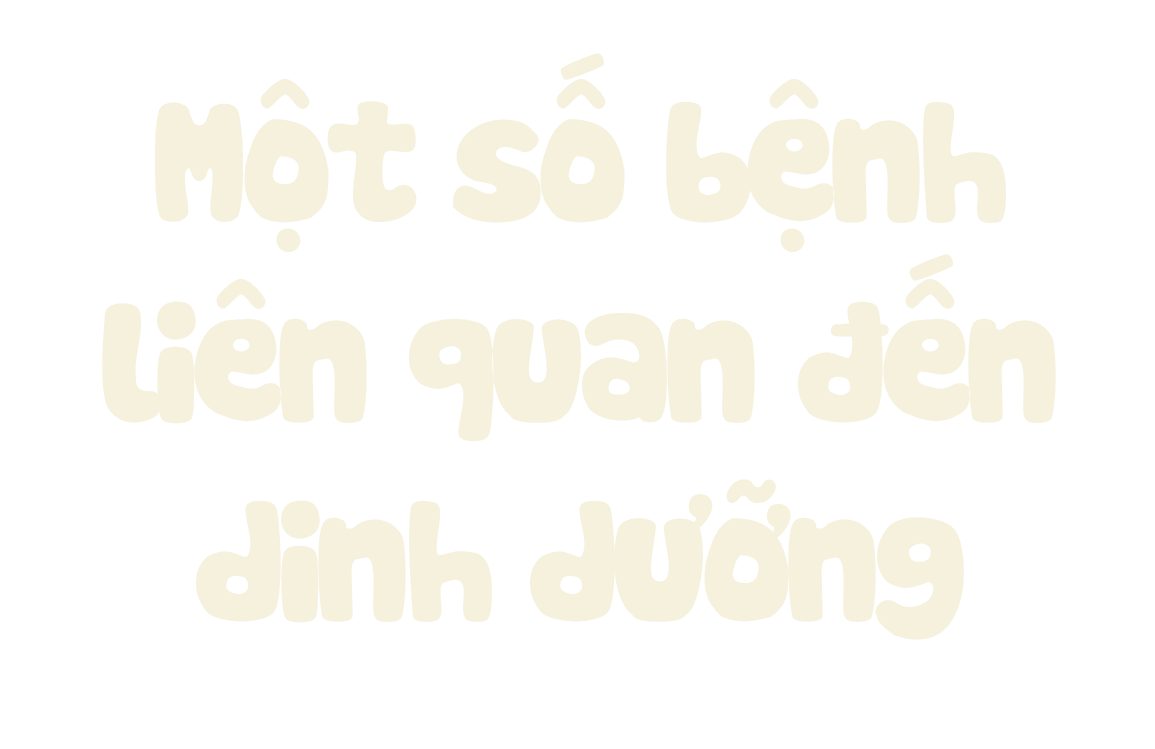 Một số bệnh
liên quan đến
dinh dưỡng